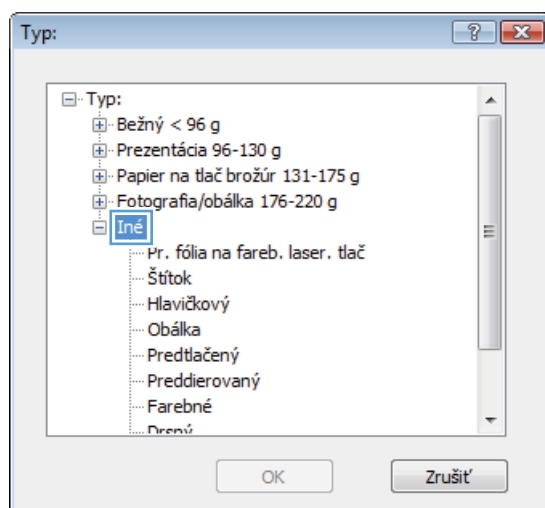 Typ:
Typ:
Bežný < 96 g
Prezentácia 96-130 g
Papier na tlač brožúr 131-175 g
Fotografia/obálka 176-220 g
Iné
Pr. fólia na fareb. laser. tlač
Štítok
Hlavičkový
Obálka
Predtlačený
Preddierovaný
Farebné
Drsný
OK Zrušiť